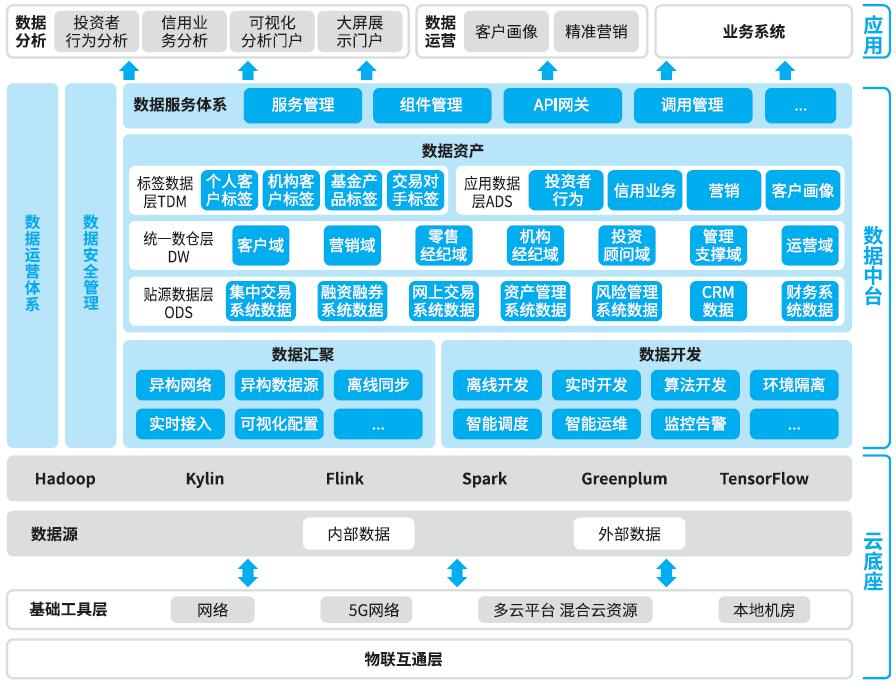 数据
分析
投资者
行为分析
信用业
务分析
可视化
分析门户
大屏展
示门户
数据
运营
客户画像
精准营销
业务系统
应用
数据运营体系
数据安全管理
数据服务体系
服务管理
组件管理
API网关
调用管理
...
数据资产
标签数据
层TDM
个人客
户标签
机构客
户标签
基金产
品标签
交易对
手标签
应用数据
层ADS
投资者
行为
信用业务
营销
客户画像
统一数仓层
DW
客户域
营销域
零售
经纪域
机构
经纪域
投资
顾问域
管理
支撑域
运营域
贴源数据层
ODS
集中交易
系统数据
融资融券
系统数据
网上交易
系统数据
资产管理
系统数据
风险管理
系统数据
CRM
数据
财务系
统数据
数据汇聚
异构网络
异构数据源
离线同步
实时接入
可视化配置
...
数据开发
离线开发
实时开发
算法开发
环境隔离
智能调度
智能运维
监控告警
...
数据中台
Hadoop
Kylin
Flink
Spark
Greenplum
TensorFlow
数据源
内部数据
外部数据
基础工具层
网络
5G网络
多云平台 混合云资源
本地机房
物联互通层
云底座